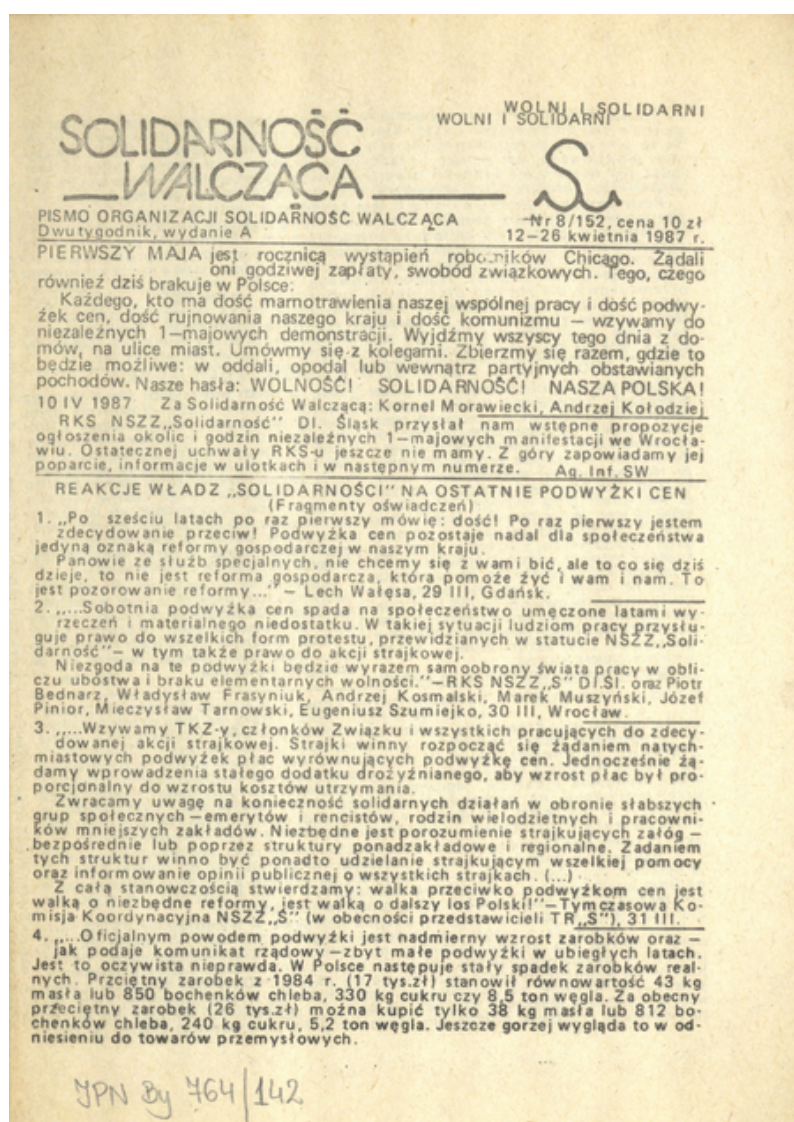 WOLNI I SOLIDARNI
WOLNI I SOLIDARNI
SOLIDARNOŚĆ
WALCZĄCA
PISMO ORGANIZACJI SOLIDARNOŚĆ WALCZĄCA
Nr 8/152, cena 10 zł
Dwutygodnik, wydanie A
12—26 kwietnia 1987 r.
PIERWSZY MAJA jest rocznicą wystąpień robotników Chicago. Żądali
oni godziwej zapłaty, swobód związkowych. Tego, czego
również dziś brakuje w Polsce:
Każdego, kto ma dość marnotrawienia naszej wspólnej pracy i dość podwy-
żek cen, dość rujnowania naszego kraju i dość komunizmu — wzywamy do
niezależnych 1—majowych demonstracji. Wyjdźmy wszyscy tego dnia z do-
mów, na ulice miast. Umówmy się z kolegami. Zbierzmy się razem, gdzie to
będzie możliwe: w oddali, opodal lub wewnątrz partyjnych obstawianych
pochodów. Nasze hasła: WOLNOŚĆ! SOLIDARNOŚĆ! NASZA POLSKA!
10 IV 1987 Za Solidarność Walczącą: Kornel Morawiecki, Andrzej Kołodziej
RKS NSZZ„Solidarność” Dl. Śląsk przysłał nam wstępne propozycje
ogłoszenia okolic i godzin niezależnych 1—majowych manifestacji we Wrocła-
wiu. Ostatecznej uchwały RKS-u jeszcze nie mamy. Z góry zapowiadamy jej
poparcie, informacje w ulotkach i w następnym numerze. Ag. Inf. SW
REAKCJE WŁADZ „SOLIDARNOŚCI” NA OSTATNIE PODWYŻKI CEN
(Fragmenty oświadczeń)
1. „Po sześciu latach po raz pierwszy mówię: dość! Po raz pierwszy jestem
zdecydowanie przeciw! Podwyżka cen pozostaje nadal dla społeczeństwa
jedyną oznaką reformy gospodarczej w naszym kraju.
Panowie ze służb specjalnych, nie chcemy się z wami bić, ale to co się dziś
dzieje, to nie jest reforma gospodarcza, która pomoże żyć i wam i nam. To
jest pozorowanie reformy...” — Lech Wałęsa, 29 III, Gdańsk.
2. „...Sobotnia podwyżka cen spada na społeczeństwo umęczone latami wy-
rzeczeń i materialnego niedostatku. W takiej sytuacji ludziom pracy przysłu-
guje prawo do wszelkich form protestu, przewidzianych w statucie NSZZ„Soli-
darność”— w tym także prawo do akcji strajkowej.
Niezgoda na te podwyżki będzie wyrazem samoobrony świata pracy w obli-
czu ubóstwa i braku elementarnych wolności.”—RKS NSZZ„S” Dl.Śl. oraz Piotr
Bednarz, Władysław Frasyniuk, Andrzej Kosmalski, Marek Muszyński, Józef
Pinior, Mieczysław Tarnowski, Eugeniusz Szumiejko, 30 III, Wrocław.
3. „...Wzywamy TKZ-y, członków Związku i wszystkich pracujących do zdecy-
dowanej akcji strajkowej. Strajki winny rozpocząć się żądaniem natych-
miastowych podwyżek płac wyrównujących podwyżkę cen. Jednocześnie żą-
damy wprowadzenia stałego dodatku drożyźnianego, aby wzrost płac był pro-
porcjonalny do wzrostu kosztów utrzymania.
Zwracamy uwagę na konieczność solidarnych działań w obronie słabszych
grup społecznych —emerytów i rencistów, rodzin wielodzietnych i pracowni-
ków mniejszych zakładów. Niezbędne jest porozumienie strajkujących załóg —
bezpośrednie lub poprzez struktury ponadzakładowe i regionalne. Zadaniem
tych struktur winno być ponadto udzielanie strajkującym wszelkiej pomocy
oraz informowanie opinii publicznej o wszystkich strajkach. (...)
Z całą stanowczością stwierdzamy: walka przeciwko podwyżkom cen jest
walką o niezbędne reformy, jest walką o dalszy los Polski!”—Tymczasowa Ko-
misja Koordynacyjna NSZZ„S” (w obecności przedstawicieli TR„S”), 31 III.
4. „...Oficjalnym powodem podwyżki jest nadmierny wzrost zarobków oraz —
jak podaje komunikat rządowy —zbyt małe podwyżki w ubiegłych latach.
Jest to oczywista nieprawda. W Polsce następuje stały spadek zarobków real-
nych. Przciętny zarobek z 1984 r. (17 tys.zł) stanowił równowartość 43 kg
masła lub 850 bochenków chleba, 330 kg cukru czy 8,5 ton węgla. Za obecny
przeciętny zarobek (26 tys.zł) można kupić tylko 38 kg masła lub 812 bo-
chenków chleba, 240 kg cukru, 5,2 ton węgla. Jeszcze gorzej wygląda to w od-
niesieniu do towarów przemysłowych.
IPN By 764/142